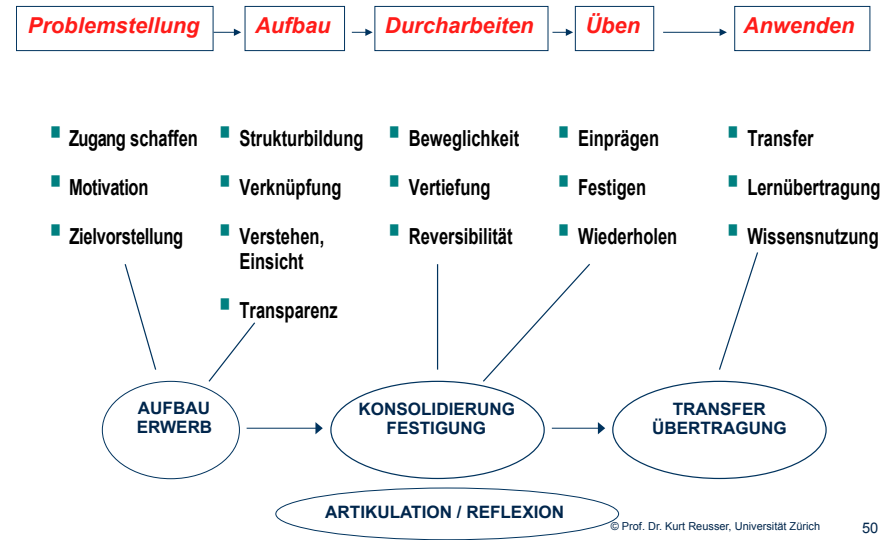 Problemstellung
Aufbau
Durcharbeiten
Üben
Anwenden
Zugang schaffen
Motivation
Zielvorstellung
Strukturbildung
Verknüpfung
Verstehen,
Einsicht
Transparenz
Beweglichkeit
Vertiefung
Reversibilität
Einprägen
Festigen
Wiederholen
Transfer
Lernübertragung
Wissensnutzung
AUFBAU
ERWERB
KONSOLIDIERUNG
FESTIGUNG
TRANSFER
ÜBERTRAGUNG
ARTIKULATION / REFLEXION
© Prof. Dr. Kurt Reusser, Universität Zürich
50